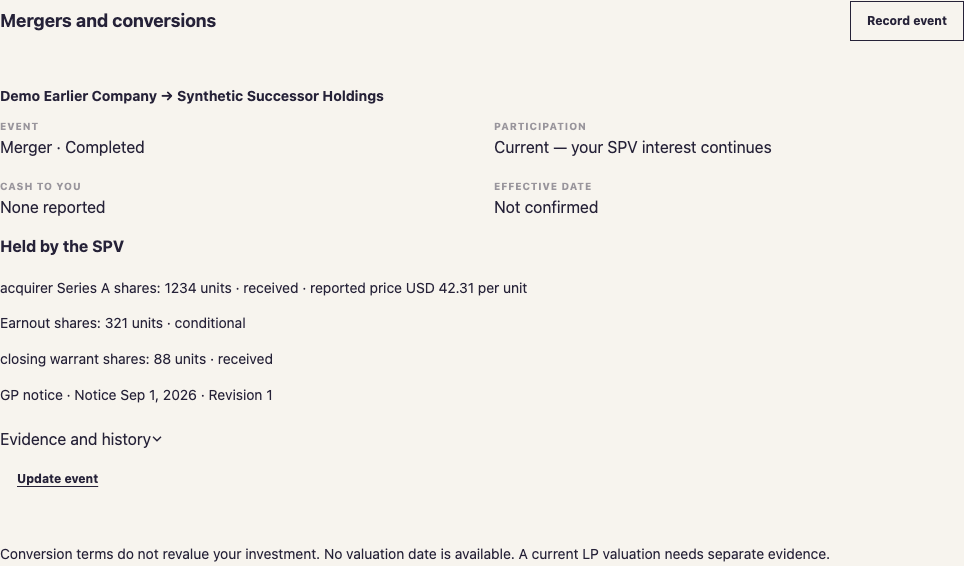 Mergers and conversions
Record event
Demo Earlier Company → Synthetic Successor Holdings
EVENT
Merger · Completed
PARTICIPATION
Current — your SPV interest continues
CASH TO YOU
None reported
EFFECTIVE DATE
Not confirmed
Held by the SPV
acquirer Series A shares: 1234 units · received · reported price USD 42.31 per unit
Earnout shares: 321 units · conditional
closing warrant shares: 88 units · received
GP notice · Notice Sep 1, 2026 · Revision 1
Evidence and history
Update event
Conversion terms do not revalue your investment. No valuation date is available. A current LP valuation needs separate evidence.